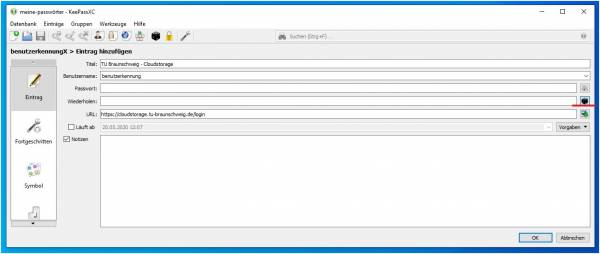 meine-passwörter - KeePassXC
Datenbank Einträge Gruppen Werkzeuge Hilfe
Suchen (Strg+F)...
benutzerkennungX > Eintrag hinzufügen
Titel: TU Braunschweig - Cloudstorage
Benutzername: benutzerkennung
Passwort:
Wiederholen:
URL: https://cloudstorage.tu-braunschweig.de/login
Läuft ab 20.05.2020 12:07 Vorgaben
Notizen
Eintrag
Fortgeschritten
Symbol
OK Abbrechen